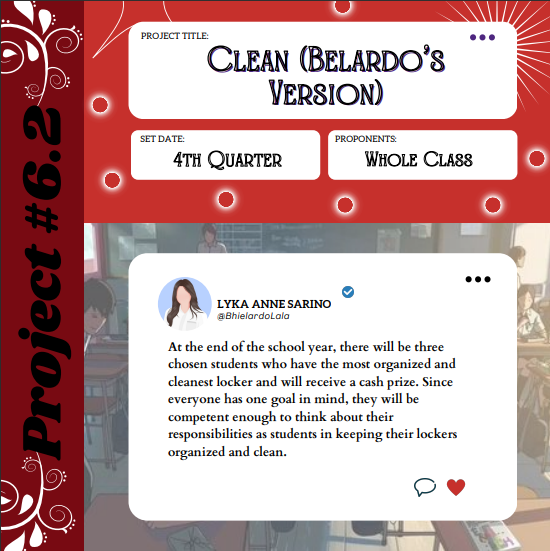 Project #6.2
PROJECT TITLE:
Clean (Belardo's
Version)
SET DATE:
4th Quarter
PROPONENTS:
Whole Class
LYKA ANNE SARINO
@BhielardoLala
At the end of the school year, there will be three
chosen students who have the most organized and
cleanest locker and will receive a cash prize. Since
everyone has one goal in mind, they will be
competent enough to think about their
responsibilities as students in keeping their lockers
organized and clean.